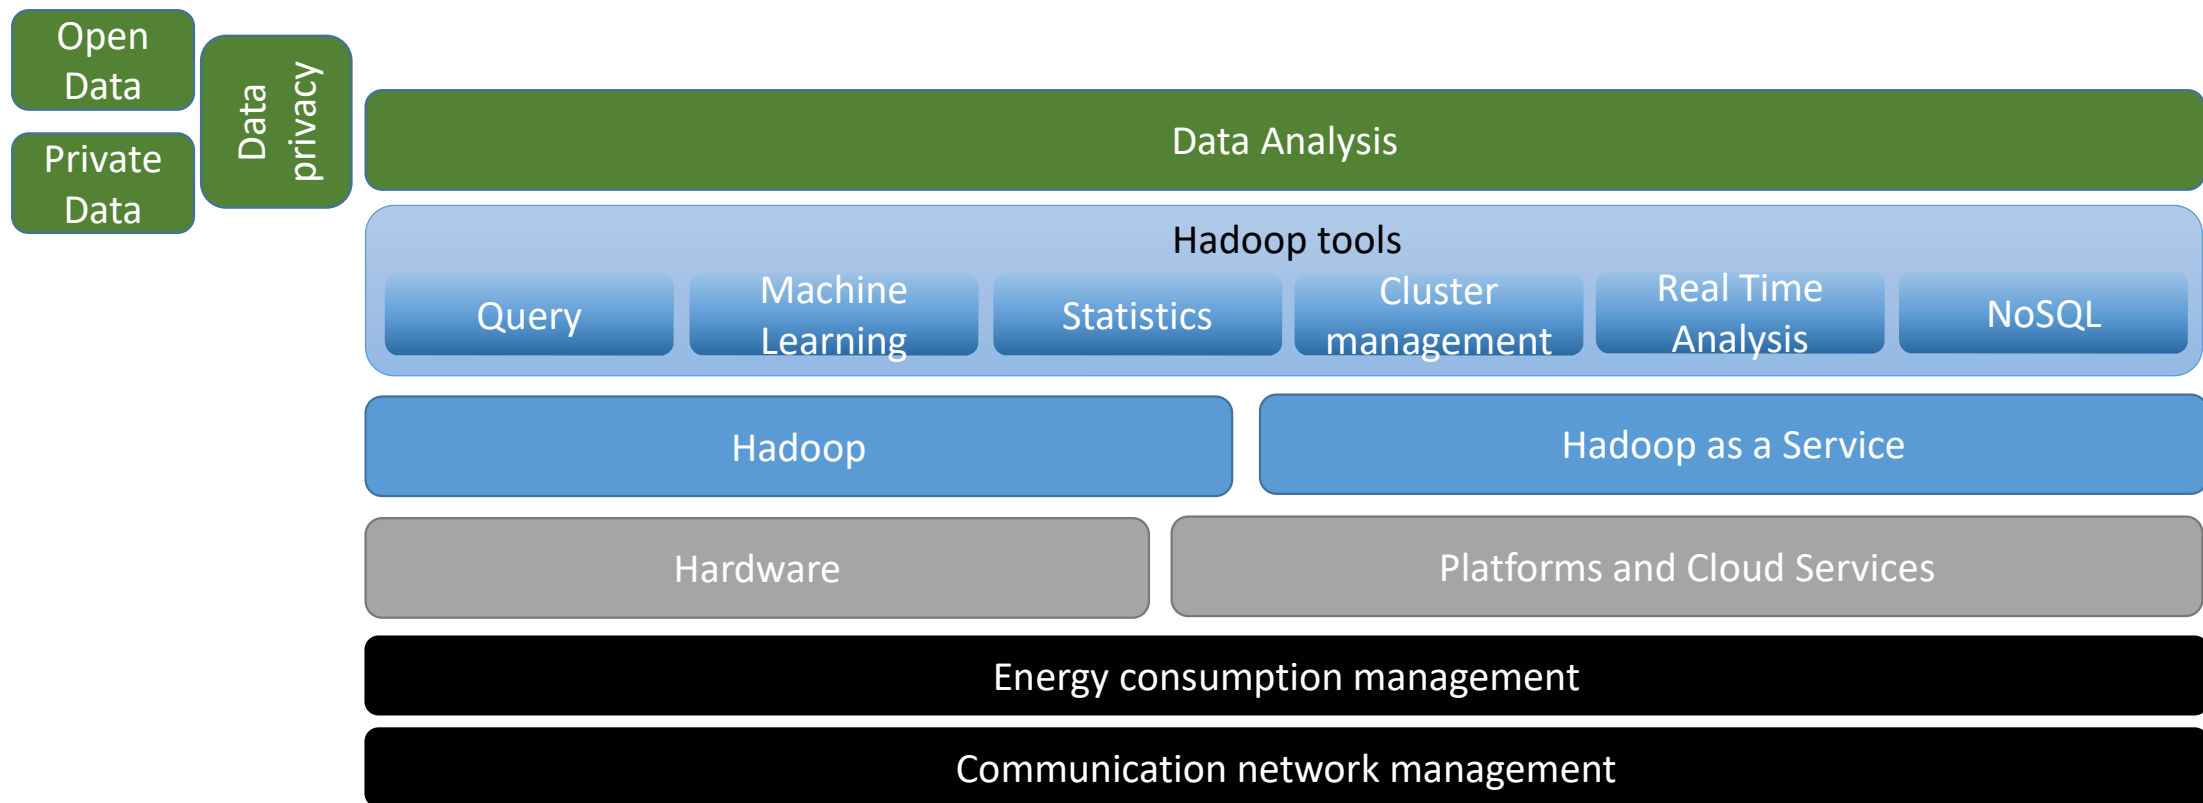 Open
Data
Private
Data
Data
privacy
Data Analysis
Hadoop tools
Query
Machine
Learning
Statistics
Cluster
management
Real Time
Analysis
NoSQL
Hadoop
Hadoop as a Service
Hardware
Platforms and Cloud Services
Energy consumption management
Communication network management